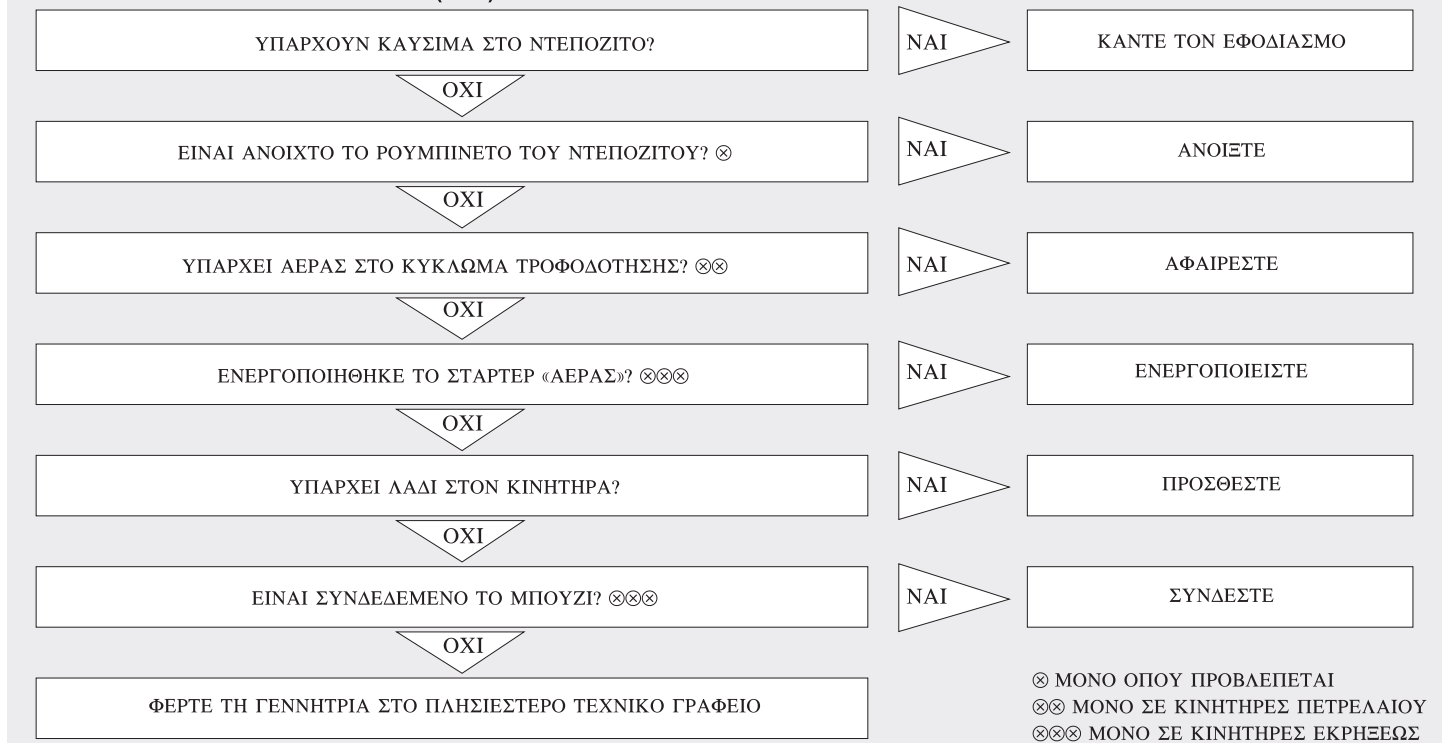 ΥΠΑΡΧΟΥΝ ΚΑΥΣΙΜΑ ΣΤΟ ΝΤΕΠΟΖΙΤΟ?
ΝΑΙ
ΚΑΝΤΕ ΤΟΝ ΕΦΟΔΙΑΣΜΟ
ΟΧΙ
ΕΙΝΑΙ ΑΝΟΙΧΤΟ ΤΟ ΡΟΥΜΠΙΝΕΤΟ ΤΟΥ ΝΤΕΠΟΖΙΤΟΥ? ⊗
ΝΑΙ
ΑΝΟΙΞΤΕ
ΟΧΙ
ΥΠΑΡΧΕΙ ΑΕΡΑΣ ΣΤΟ ΚΥΚΛΩΜΑ ΤΡΟΦΟΔΟΤΗΣΗΣ? ⊗⊗
ΝΑΙ
ΑΦΑΙΡΕΣΤΕ
ΟΧΙ
ΕΝΕΡΓΟΠΟΙΗΘΗΚΕ ΤΟ ΣΤΑΡΤΕΡ «ΑΕΡΑΣ»? ⊗⊗⊗
ΝΑΙ
ΕΝΕΡΓΟΠΟΙΕΙΣΤΕ
ΟΧΙ
ΥΠΑΡΧΕΙ ΛΑΔΙ ΣΤΟΝ ΚΙΝΗΤΗΡΑ?
ΝΑΙ
ΠΡΟΣΘΕΣΤΕ
ΟΧΙ
ΕΙΝΑΙ ΣΥΝΔΕΔΕΜΕΝΟ ΤΟ ΜΠΟΥΖΙ? ⊗⊗⊗
ΝΑΙ
ΣΥΝΔΕΣΤΕ
ΟΧΙ
ΦΕΡΤΕ ΤΗ ΓΕΝΝΗΤΡΙΑ ΣΤΟ ΠΛΗΣΙΕΣΤΕΡΟ ΤΕΧΝΙΚΟ ΓΡΑΦΕΙΟ
⊗ ΜΟΝΟ ΟΠΟΥ ΠΡΟΒΛΕΠΕΤΑΙ
⊗⊗ ΜΟΝΟ ΣΕ ΚΙΝΗΤΗΡΕΣ ΠΕΤΡΕΛΑΙΟΥ
⊗⊗⊗ ΜΟΝΟ ΣΕ ΚΙΝΗΤΗΡΕΣ ΕΚΡΗΞΕΩΣ